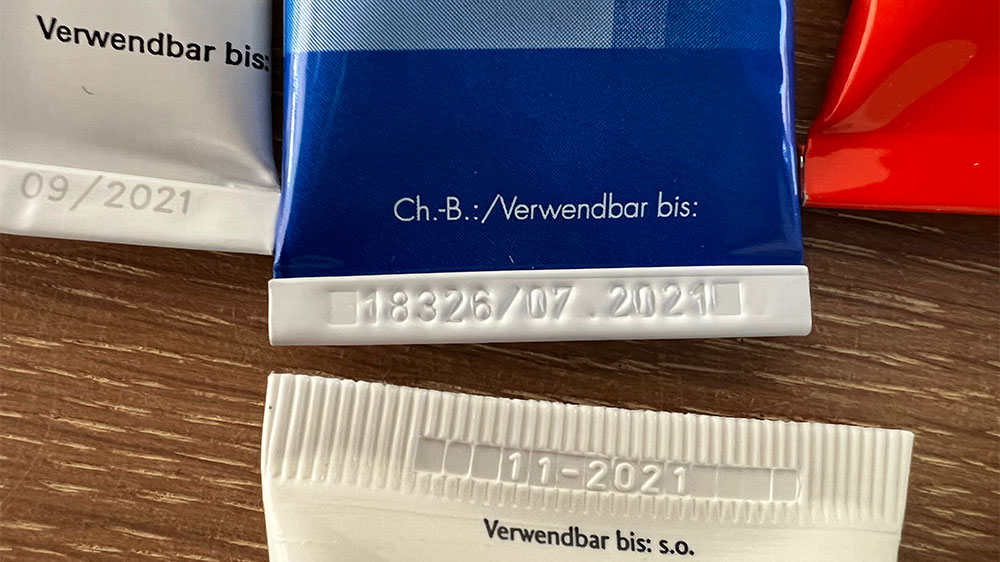 Verwendbar bis:
09/2021
Ch.-B.:/Verwendbar bis:
18326/07.2021
11-2021
Verwendbar bis: s.o.